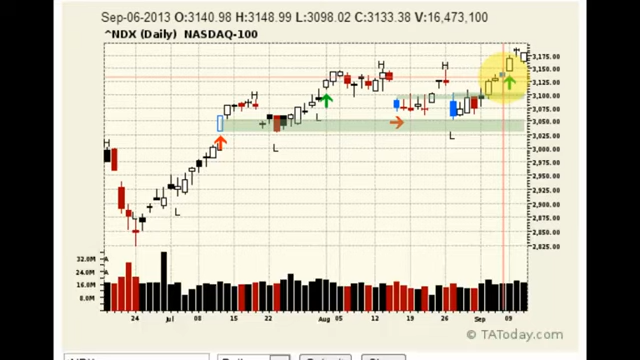 Sep-06-2013 O:3140.98 H:3148.99 L:3098.02 C:3133.38 V:16,473,100
^NDX (Daily) NASDAQ-100
3,175.00
3,150.00
3,125.00
3,100.00
3,075.00
3,050.00
3,025.00
3,000.00
2,975.00
2,950.00
2,925.00
2,900.00
2,875.00
2,850.00
2,825.00
H
H
H
H
L
L
L
L
32.0M
24.0M
16.0M
8.0M
A
A
24 Jul 08 15 22 Aug 05 12 19 26 Sep 09
© TAToday.com